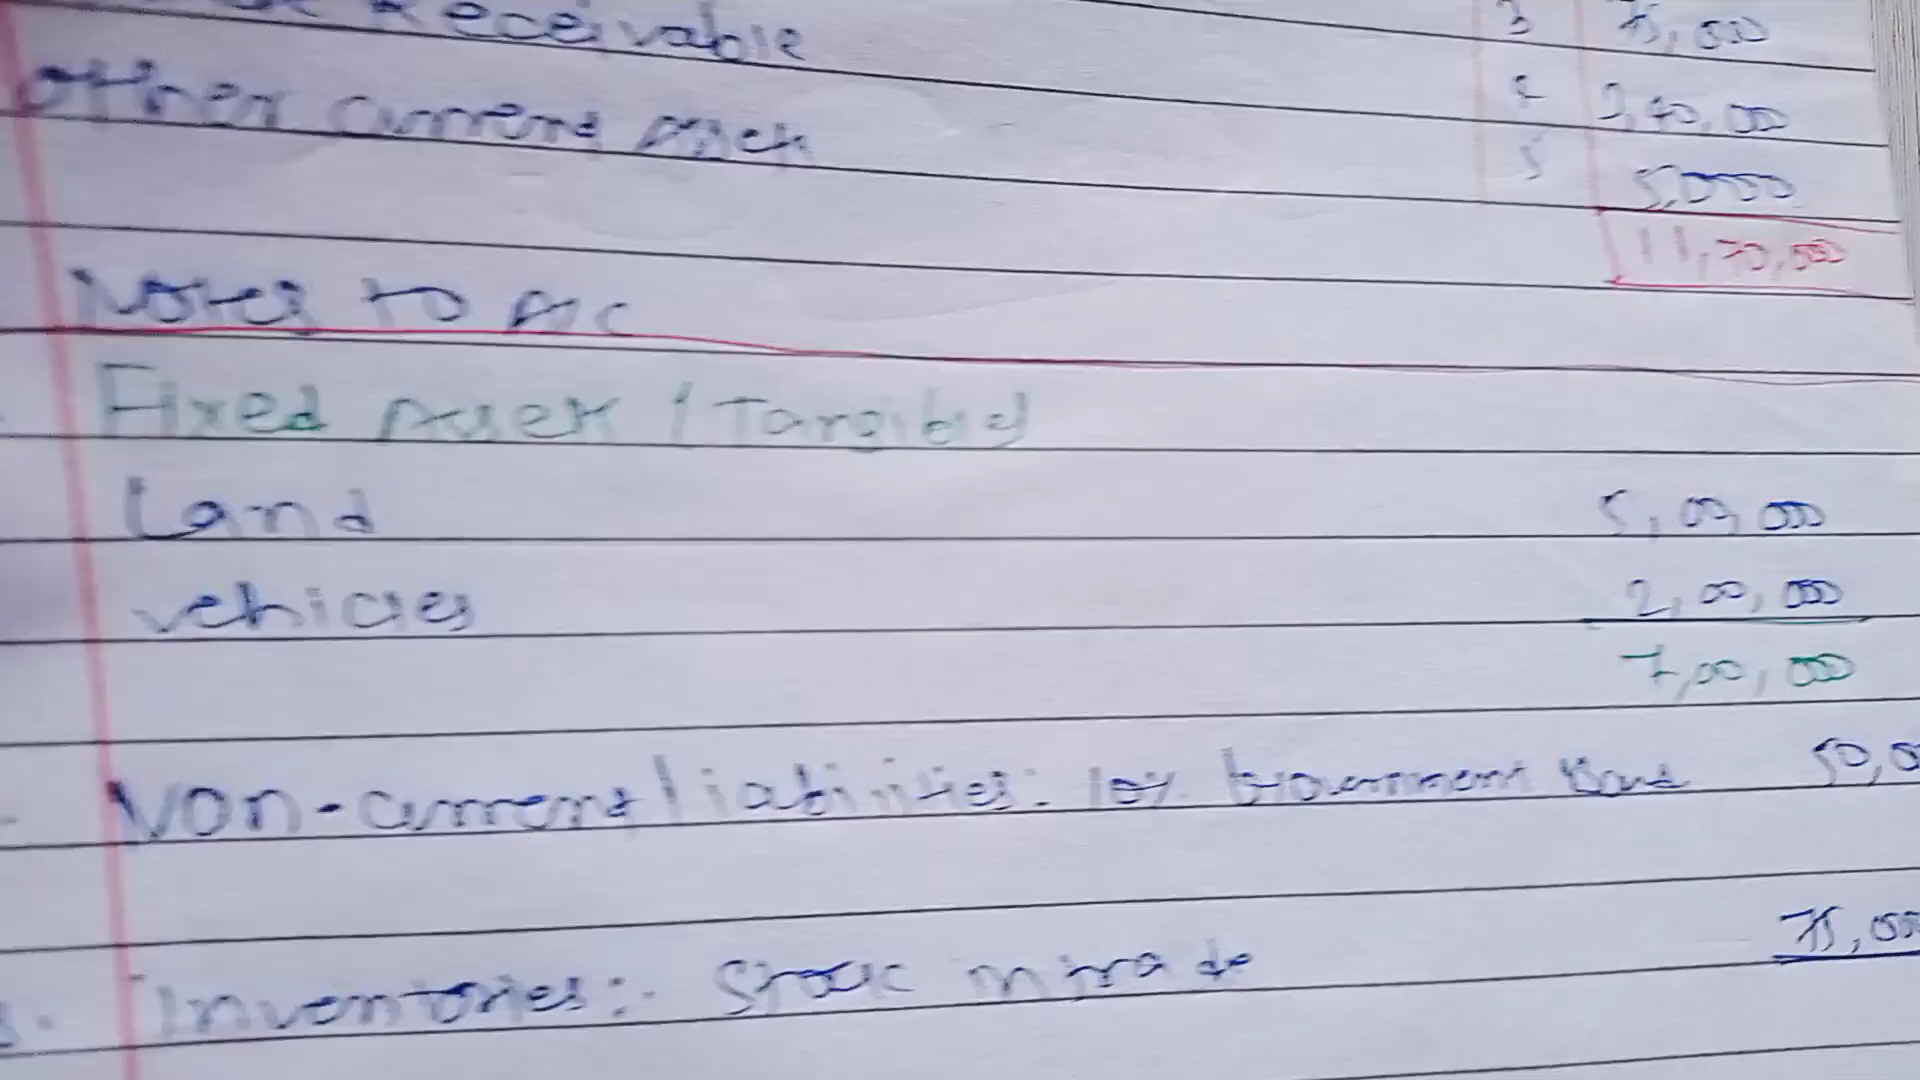 Receivable 3 75,000
other current Asset 4 3,40,000
5 5,000
11,70,000
Notes to A/c
Fixed Asset (Tangible)
Land 5,00,000
vehicles 2,00,000
7,00,000
Non-current liabilities: 10% Government Bond 50,0
Inventories:- Stock in trade 75,000